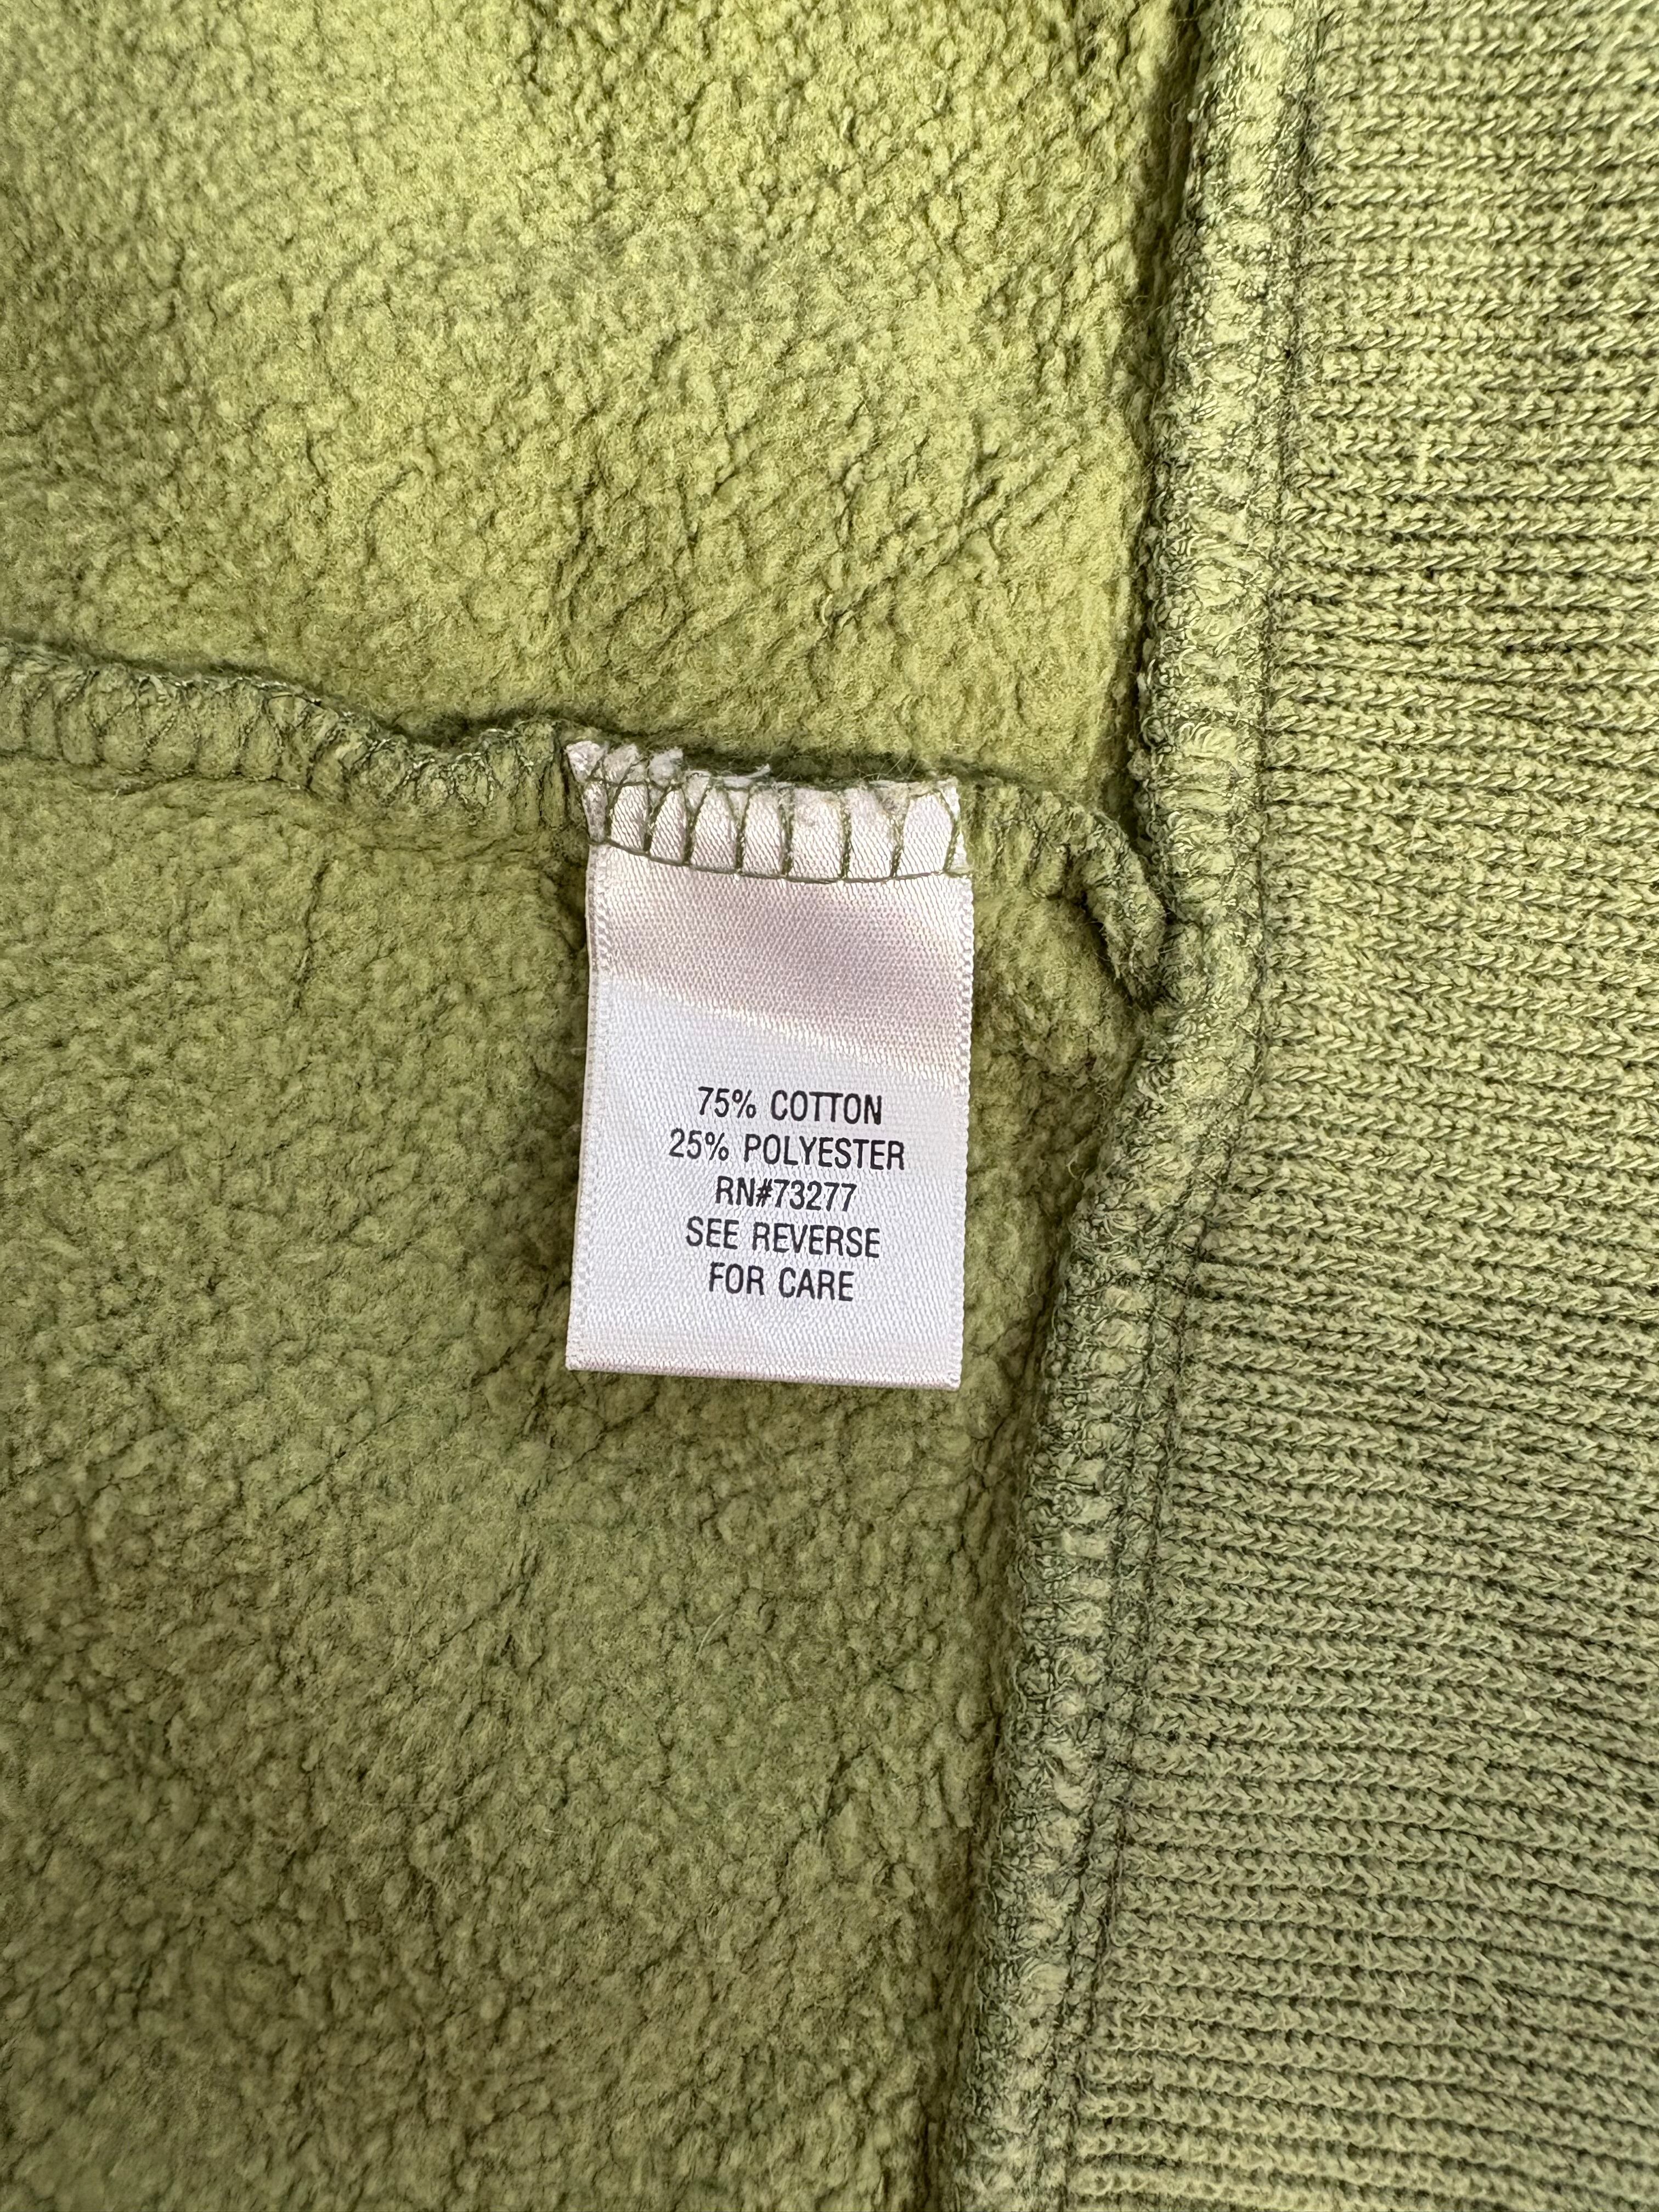 75% COTTON
25% POLYESTER
RN#73277
SEE REVERSE
FOR CARE